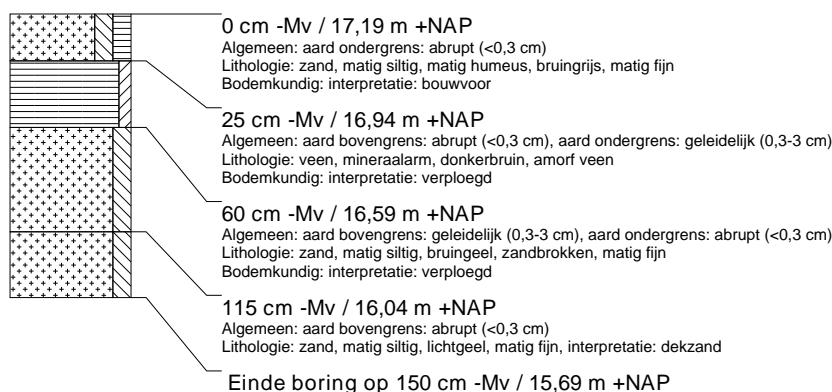 0 cm -Mv / 17,19 m +NAP
Algemeen: aard ondergrens: abrupt (<0,3 cm)
Lithologie: zand, matig siltig, matig humeus, bruingrijs, matig fijn
Bodemkundig: interpretatie: bouwvoor
25 cm -Mv / 16,94 m +NAP
Algemeen: aard bovengrens: abrupt (<0,3 cm), aard ondergrens: geleidelijk (0,3-3 cm)
Lithologie: veen, mineraalarm, donkerbruin, amorf veen
Bodemkundig: interpretatie: verploegd
60 cm -Mv / 16,59 m +NAP
Algemeen: aard bovengrens: geleidelijk (0,3-3 cm), aard ondergrens: abrupt (<0,3 cm)
Lithologie: zand, matig siltig, bruingeel, zandbrokken, matig fijn
Bodemkundig: interpretatie: verploegd
115 cm -Mv / 16,04 m +NAP
Algemeen: aard bovengrens: abrupt (<0,3 cm)
Lithologie: zand, matig siltig, lichtgeel, matig fijn, interpretatie: dekzand
Einde boring op 150 cm -Mv / 15,69 m +NAP